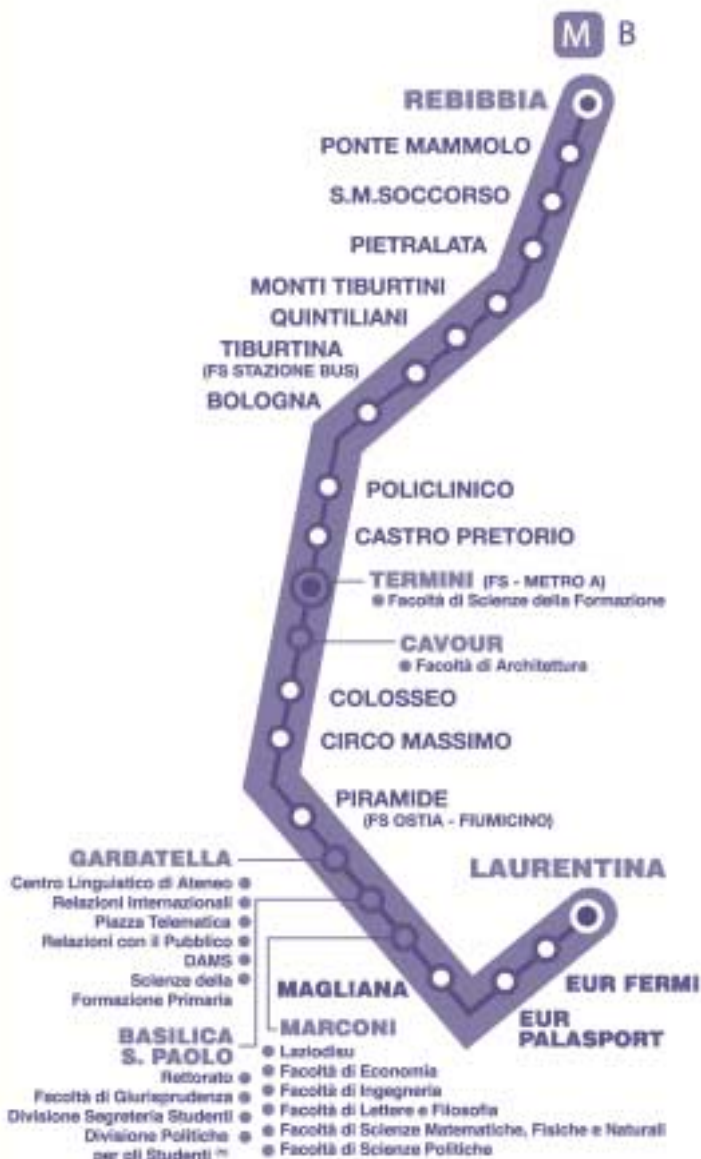 M B
REBIBBIA
PONTE MAMMOLO
S.M.SOCCORSO
PIETRALATA
MONTI TIBURTINI
QUINTILIANI
TIBURTINA
(FS STAZIONE BUS)
BOLOGNA
POLICLINICO
CASTRO PRETORIO
TERMINI (FS - METRO A)
Facoltà di Scienze della Formazione
CAVOUR
Facoltà di Architettura
COLOSSEO
CIRCO MASSIMO
PIRAMIDE
(FS OSTIA - FIUMICINO)
GARBATELLA
Centro Linguistico di Ateneo
Relazioni Internazionali
Piazza Telematica
Relazioni con il Pubblico
DAMS
Scienze della
Formazione Primaria
BASILICA
S. PAOLO
Rettorato
Facoltà di Giurisprudenza
Divisione Segreteria Studenti
Divisione Politiche
per gli Studenti
MARCONI
Laziodisu
Facoltà di Economia
Facoltà di Ingegneria
Facoltà di Lettere e Filosofia
Facoltà di Scienze Matematiche, Fisiche e Naturali
Facoltà di Scienze Politiche
MAGLIANA
EUR
PALASPORT
EUR FERMI
LAURENTINA